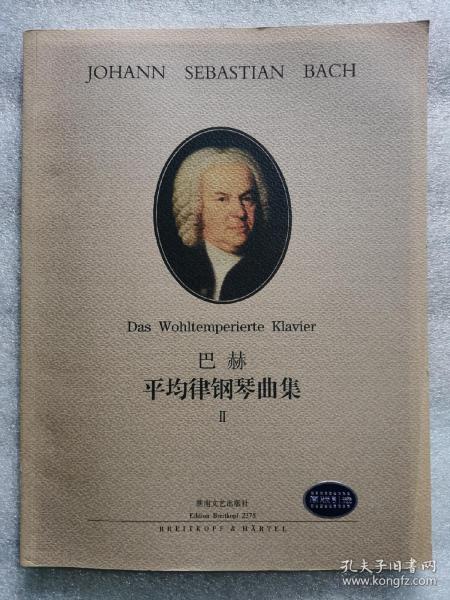 JOHANN SEBASTIAN BACH
Das Wohltemperierte Klavier
巴赫
平均律钢琴曲集
II
湖南文艺出版社
Edition Breitkopf 2375
BREITKOPF & HÄRTEL
孔夫子旧书网
www.kongfz.com